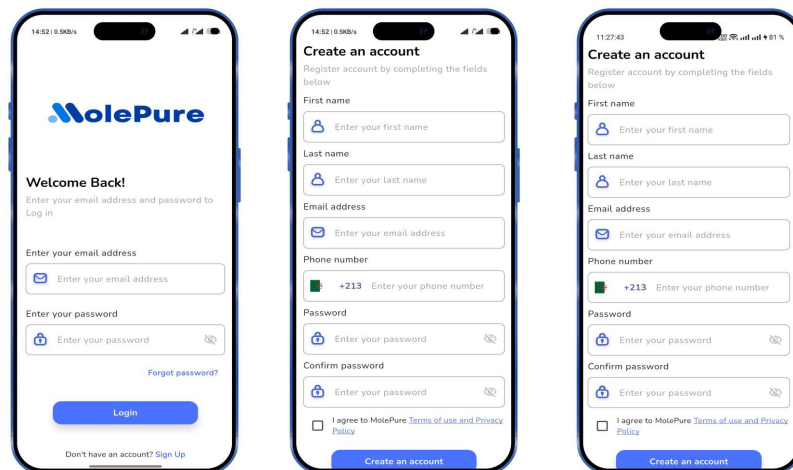 14:52 | 0.5KB/s
MolePure
Welcome Back!
Enter your email address and password to
Log in
Enter your email address
Enter your email address
Enter your password
Enter your password
Forgot password?
Login
Don't have an account? Sign Up
14:52 | 0.5KB/s
Create an account
Register account by completing the fields
below
First name
Enter your first name
Last name
Enter your last name
Email address
Enter your email address
Phone number
+213 Enter your phone number
Password
Enter your password
Confirm password
Enter your password
I agree to MolePure Terms of use and Privacy
Policy
Create an account
11:27:43
81 %
Create an account
Register account by completing the fields
below
First name
Enter your first name
Last name
Enter your last name
Email address
Enter your email address
Phone number
+213 Enter your phone number
Password
Enter your password
Confirm password
Enter your password
I agree to MolePure Terms of use and Privacy
Policy
Create an account